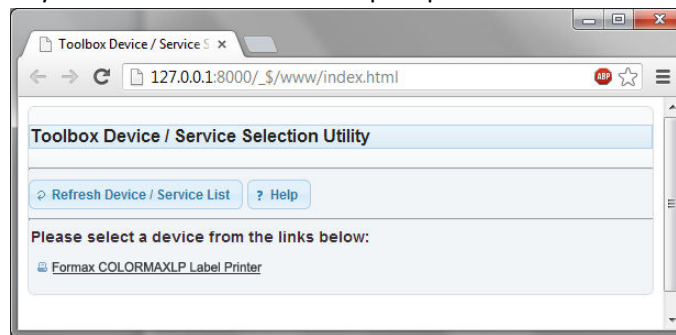 Toolbox Device / Service S
127.0.0.1:8000/_$/www/index.html
ABP
Toolbox Device / Service Selection Utility
Refresh Device / Service List
? Help
Please select a device from the links below:
Formax COLORMAXLP Label Printer